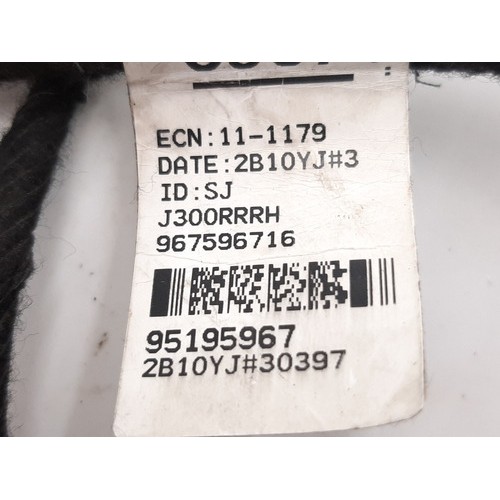 ECN:11-1179
DATE:2B10YJ#3
ID:SJ
J300RRRH
967596716
95195967
2B10YJ#30397